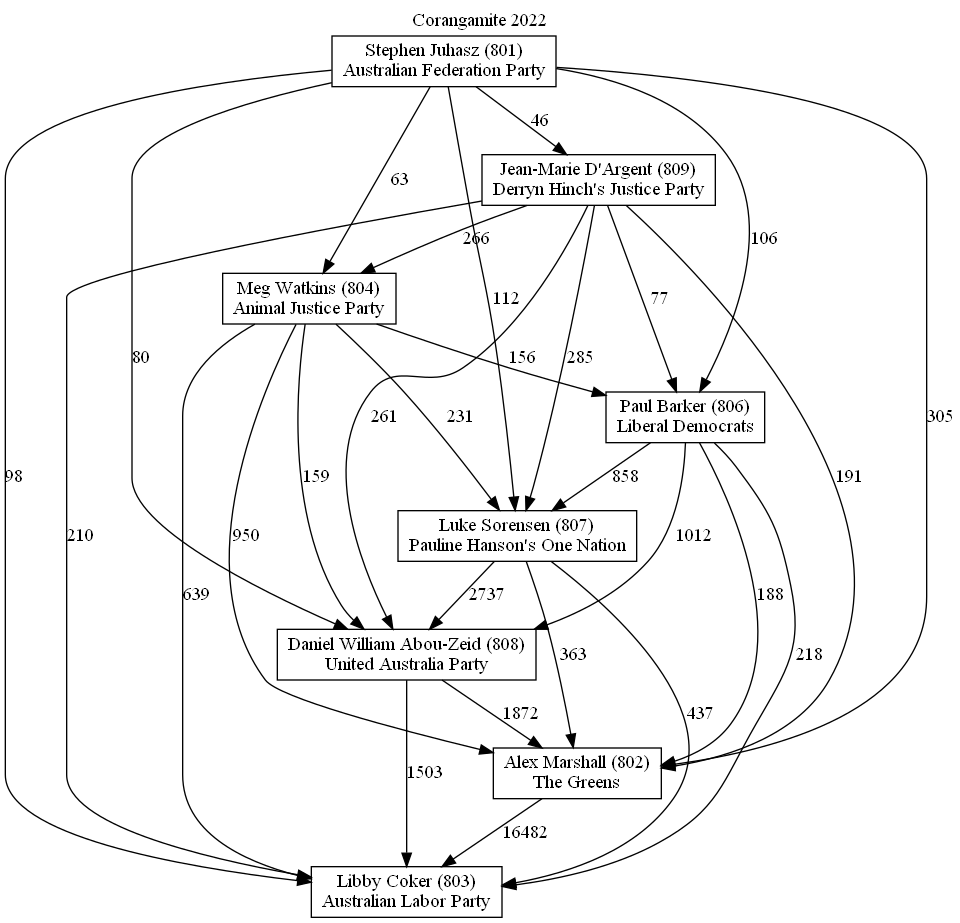 Corangamite 2022
Stephen Juhasz (801)
Australian Federation Party
46
Jean-Marie D'Argent (809)
Derryn Hinch's Justice Party
63
266
106
Meg Watkins (804)
Animal Justice Party
112
77
80
156
285
Paul Barker (806)
Liberal Democrats
261
231
305
98
159
858
191
Luke Sorensen (807)
Pauline Hanson's One Nation
210
950
1012
639
2737
188
Daniel William Abou-Zeid (808)
United Australia Party
363
218
1872
437
Alex Marshall (802)
The Greens
1503
16482
Libby Coker (803)
Australian Labor Party